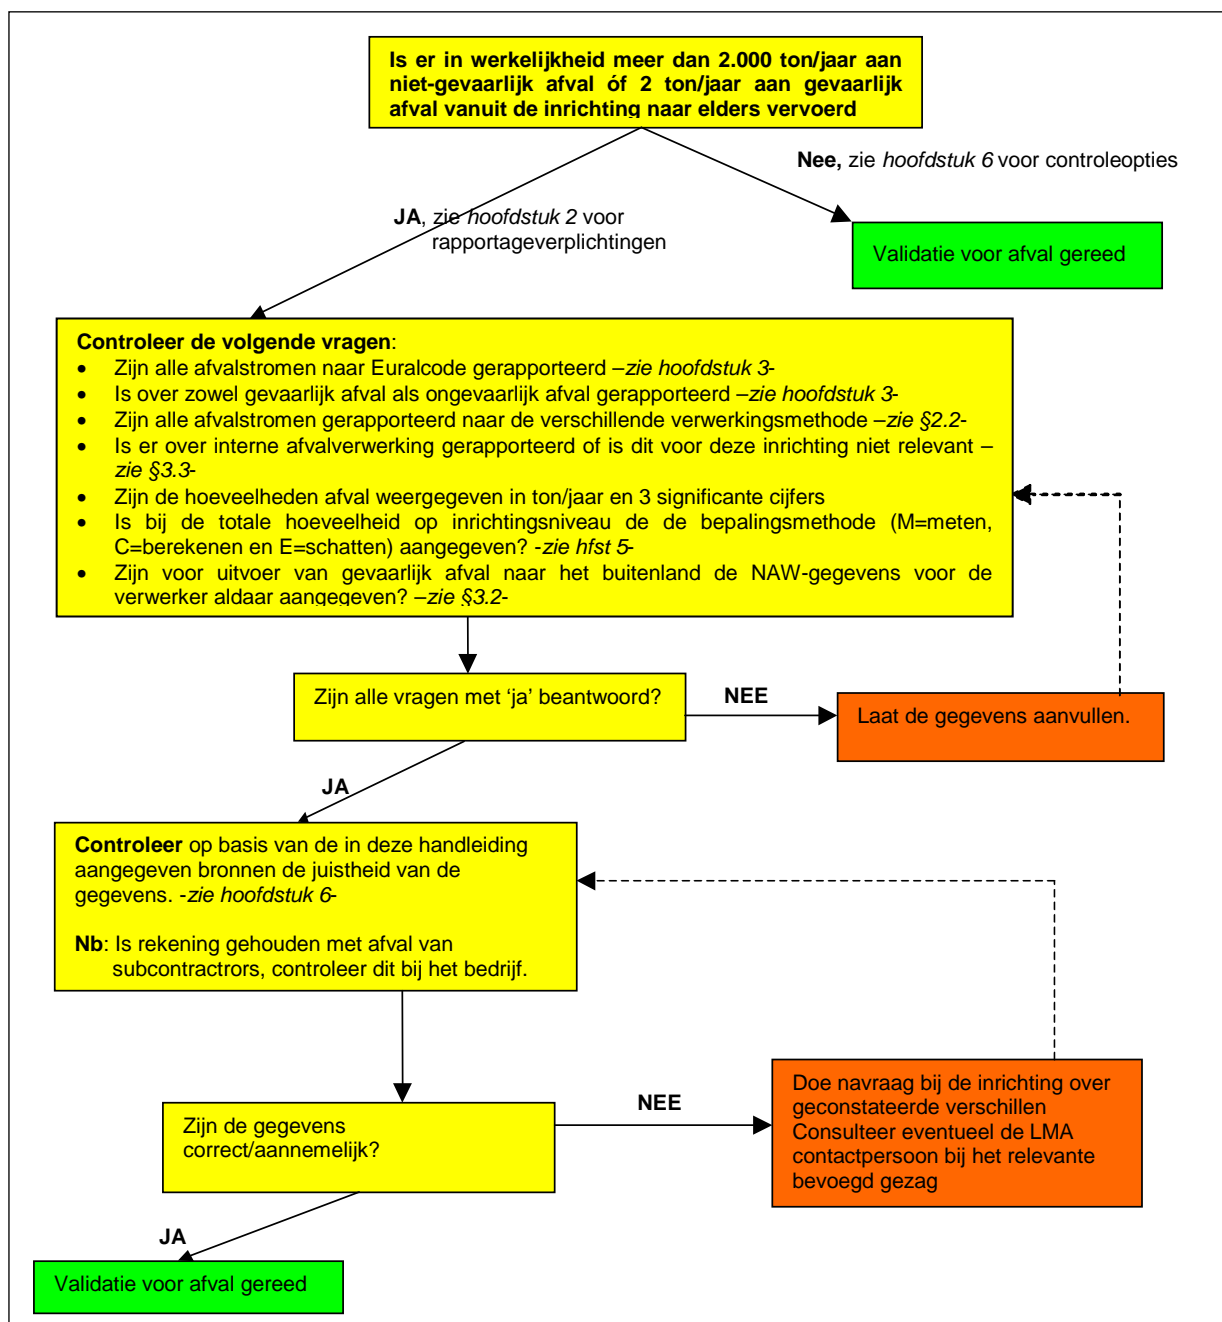 Is er in werkelijkheid meer dan 2.000 ton/jaar aan
niet-gevaarlijk afval óf 2 ton/jaar aan gevaarlijk
afval vanuit de inrichting naar elders vervoerd
Nee, zie hoofdstuk 6 voor controleopties
JA, zie hoofdstuk 2 voor
rapportageverplichtingen
Validatie voor afval gereed
Controleer de volgende vragen:
• Zijn alle afvalstromen naar Euralcode gerapporteerd –zie hoofdstuk 3-
• Is over zowel gevaarlijk afval als ongevaarlijk afval gerapporteerd –zie hoofdstuk 3-
• Zijn alle afvalstromen gerapporteerd naar de verschillende verwerkingsmethode –zie §2.2-
• Is er over interne afvalverwerking gerapporteerd of is dit voor deze inrichting niet relevant –
zie §3.3-
• Zijn de hoeveelheden afval weergegeven in ton/jaar en 3 significante cijfers
• Is bij de totale hoeveelheid op inrichtingsniveau de de bepalingsmethode (M=meten,
C=berekenen en E=schatten) aangegeven? -zie hfst 5-
• Zijn voor uitvoer van gevaarlijk afval naar het buitenland de NAW-gegevens voor de
verwerker aldaar aangegeven? –zie §3.2-
Zijn alle vragen met ‘ja’ beantwoord?
NEE
Laat de gegevens aanvullen.
JA
Controleer op basis van de in deze handleiding
aangegeven bronnen de juistheid van de
gegevens. -zie hoofdstuk 6-
Nb: Is rekening gehouden met afval van
subcontractrors, controleer dit bij het bedrijf.
Zijn de gegevens
correct/aannemelijk?
NEE
Doe navraag bij de inrichting over
geconstateerde verschillen
Consulteer eventueel de LMA
contactpersoon bij het relevante
bevoegd gezag
JA
Validatie voor afval gereed